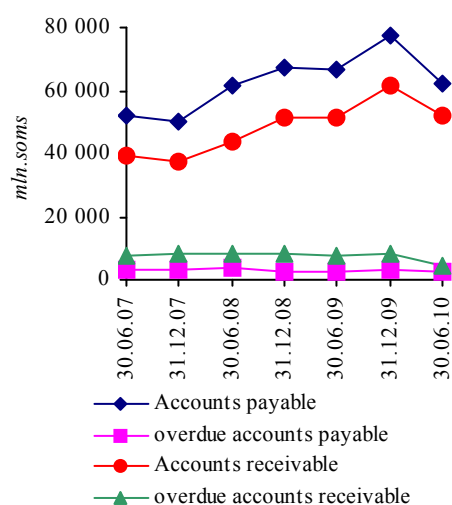 80 000
60 000
40 000
20 000
0
mln.soms
30.06.07
31.12.07
30.06.08
31.12.08
30.06.09
31.12.09
30.06.10
Accounts payable
overdue accounts payable
Accounts receivable
overdue accounts receivable